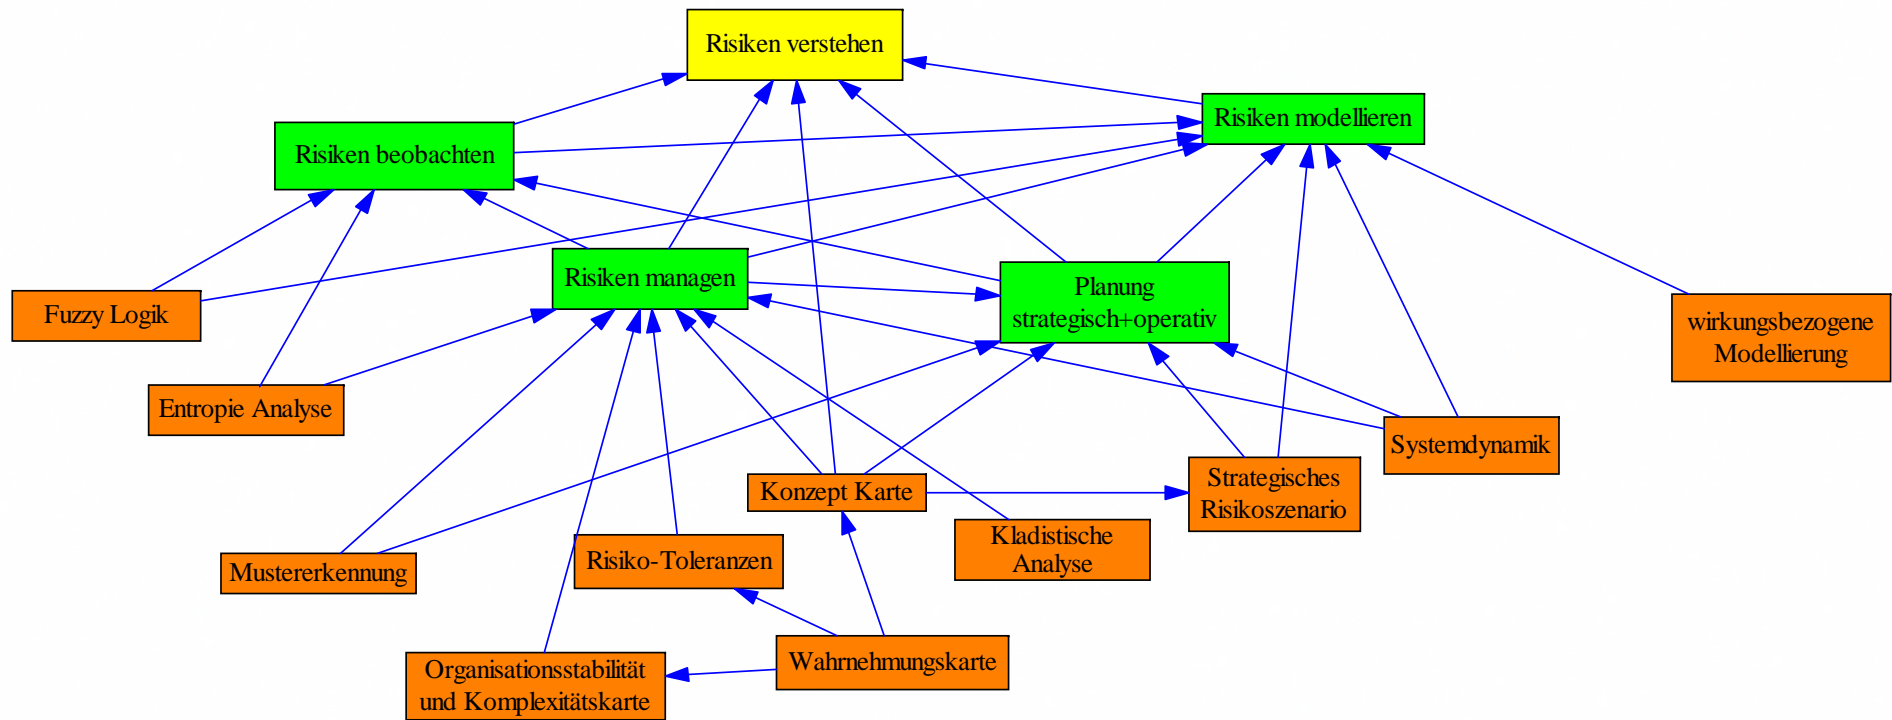 Risiken verstehen
Risiken modellieren
Risiken beobachten
Risiken managen
Planung
strategisch+operativ
Fuzzy Logik
wirkungsbezogene
Modellierung
Entropie Analyse
Systemdynamik
Konzept Karte
Strategisches
Risikoszenario
Kladistische
Analyse
Mustererkennung
Risiko-Toleranzen
Wahrnehmungskarte
Organisationsstabilität
und Komplexitätskarte